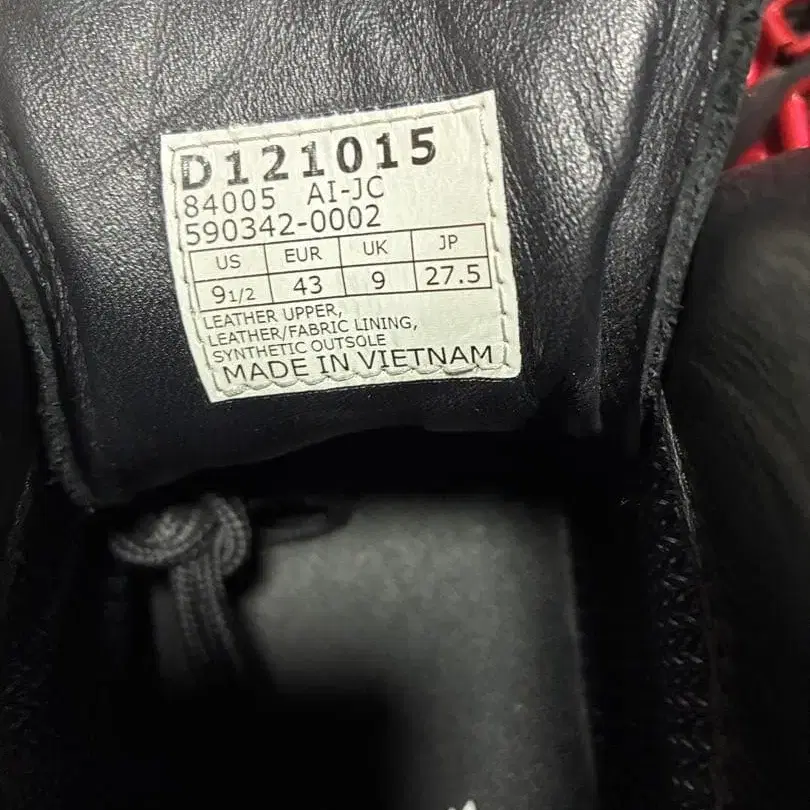 D121015
84005 AI-JC
590342-0002
US EUR UK JP
9 1/2 43 9 27.5
LEATHER UPPER,
LEATHER/FABRIC LINING,
SYNTHETIC OUTSOLE
MADE IN VIETNAM